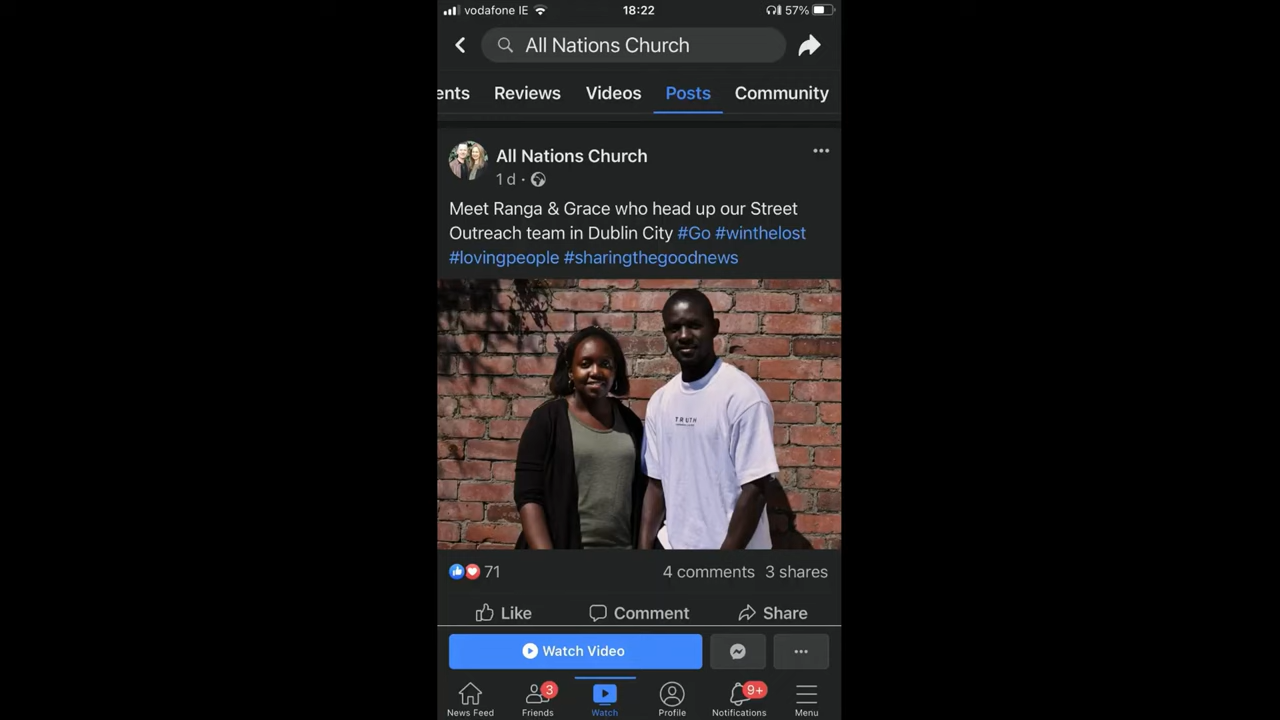 vodafone IE 18:22 57%
All Nations Church
ents Reviews Videos Posts Community
All Nations Church
1 d ·
Meet Ranga & Grace who head up our Street
Outreach team in Dublin City #Go #winthelost
#lovingpeople #sharingthegoodnews
TRUTH
71 4 comments 3 shares
Like Comment Share
Watch Video
3 9+
News Feed Friends Watch Profile Notifications Menu